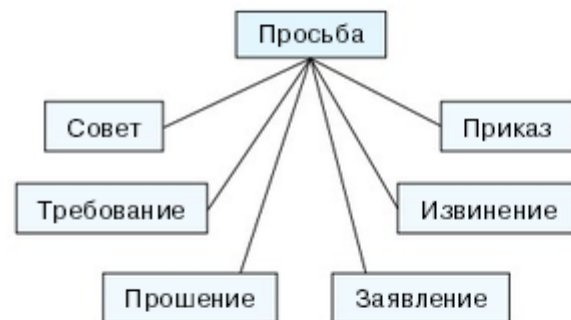 Просьба
Совет
Приказ
Требование
Извинение
Прошение
Заявление